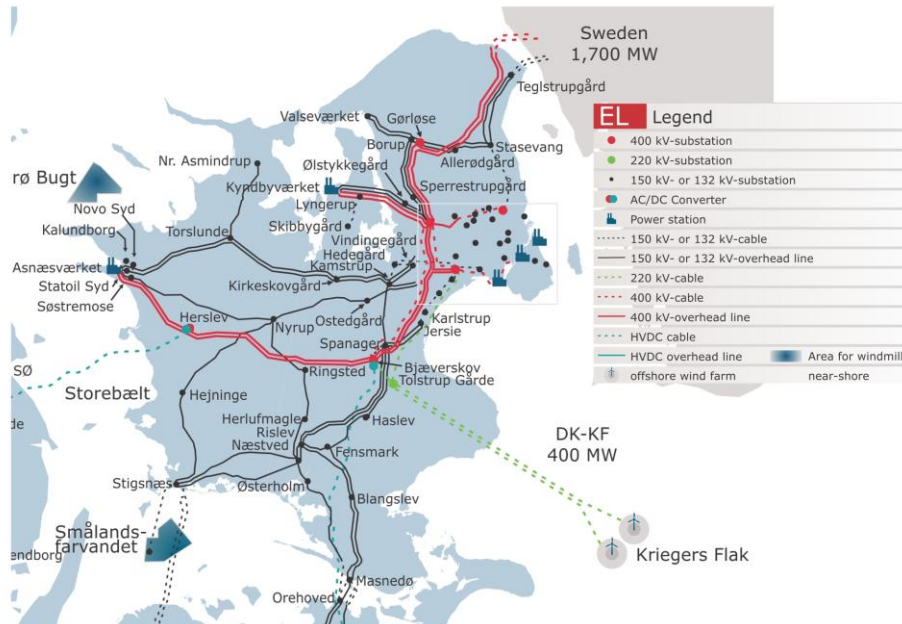 Sweden
1,700 MW
Teglstrupgård
Valseværket
Gørløse
Borup
Stasevang
Allerødgård
Nr. Asmindrup
Ølstykkegård
rø Bugt
Kyndbyværket
Sperrestrupgård
Lyngerup
Novo Syd
Skibbygård
Kalundborg
Torslunde
Vindingegård
Hedegård
Asnæsværket
Kamstrup
Statoil Syd
Kirkeskovgård
Søstremose
Herslev
Ostedgård
Karlstrup
Nyrup
Jersie
Spanager
sø
Ringsted
Bjæverskov
Tolstrup Gårde
Storebælt
Hejninge
Herlufmagle
Haslev
Rislev
de
Næstved
Fensmark
DK-KF
400 MW
Stigsnæs
Østerholm
Blangslev
Smålands-
farvandet
endborg
Kriegers Flak
Masnedø
Orehoved
EL Legend
400 kV-substation
220 kV-substation
150 kV- or 132 kV-substation
AC/DC Converter
Power station
150 kV- or 132 kV-cable
150 kV- or 132 kV-overhead line
220 kV-cable
400 kV-cable
400 kV-overhead line
HVDC cable
HVDC overhead line
Area for windmill
offshore wind farm
near-shore